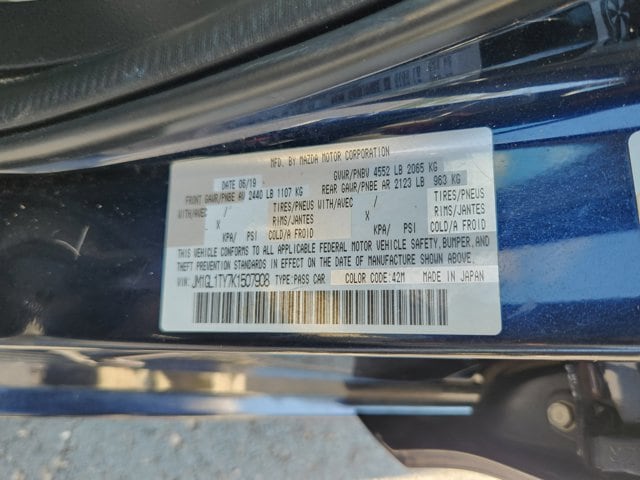 MFD. BY MAZDA MOTOR CORPORATION
DATE 06/19 GVWR/PNBV 4552 LB 2065 KG
FRONT GAWR/PNBE AV 2440 LB 1107 KG REAR GAWR/PNBE AR 2123 LB 963 KG
WITH/AVEC / TIRES/PNEUS WITH/AVEC / TIRES/PNEUS
X RIMS/JANTES X RIMS/JANTES
KPA/ PSI COLD/A FROID KPA/ PSI COLD/A FROID
THIS VEHICLE CONFORMS TO ALL APPLICABLE FEDERAL MOTOR VEHICLE SAFETY, BUMPER, AND
THEFT PREVENTION STANDARDS IN EFFECT ON THE DATE OF MANUFACTURE SHOWN ABOVE.
VIN: JM1GL1TY7K1507908 TYPE:PASS CAR COLOR CODE:42M MADE IN JAPAN